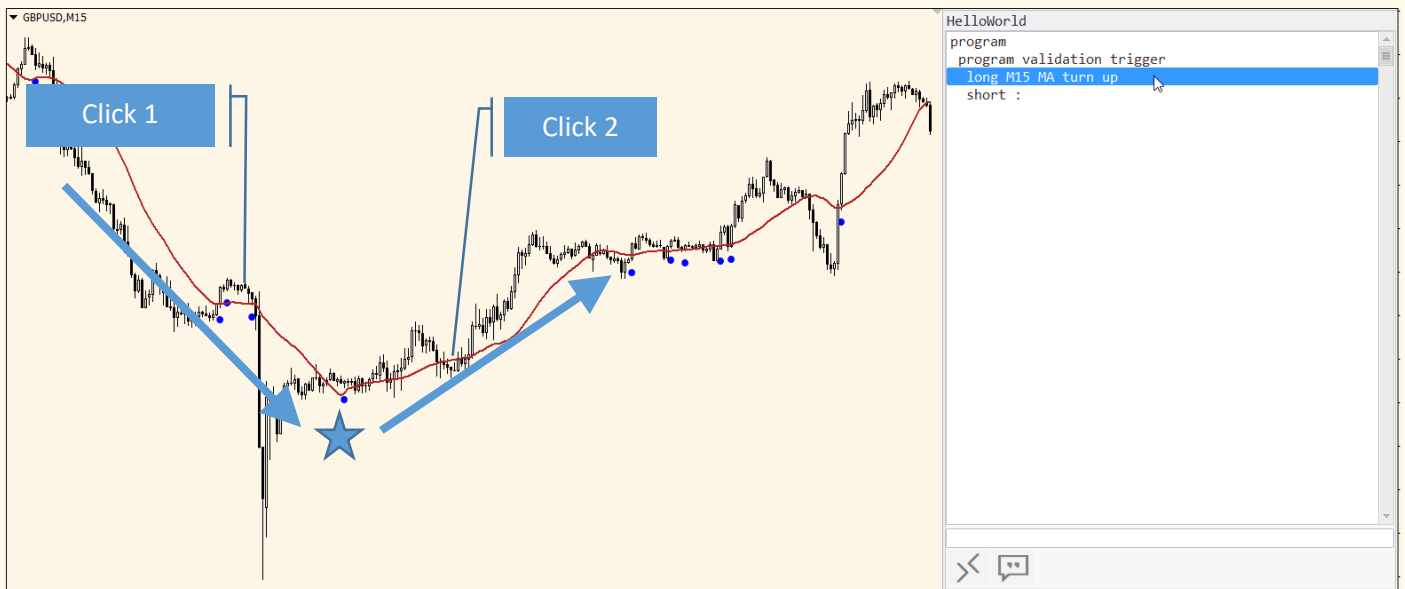 GBPUSD,M15
Click 1
Click 2
HelloWorld
program
program validation trigger
long M15 MA turn up
short :